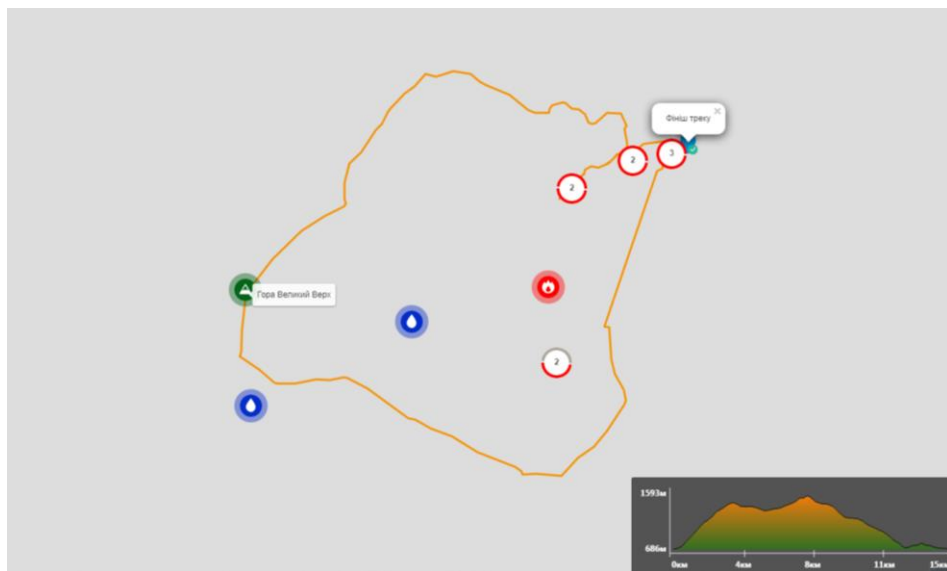 Фініш треку
×
2
3
2
Гора Великий Верх
2
1593м
686м
0км 4км 8км 11км 15км